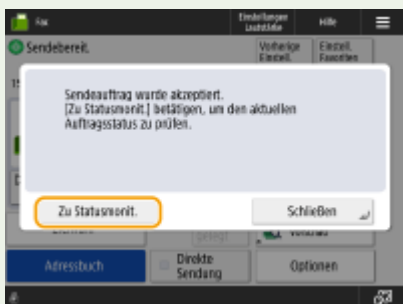 Fax
Einstellungen
Lautstärke
Hilfe
Sendebereit.
Vorherige
Einstell.
Einstell.
Favoriten
Sendeauftrag wurde akzeptiert.
[Zu Statusmonit.] betätigen, um den aktuellen
Auftragsstatus zu prüfen.
Zu Statusmonit.
Schließen
Adressbuch
Direkte
Sendung
Optionen